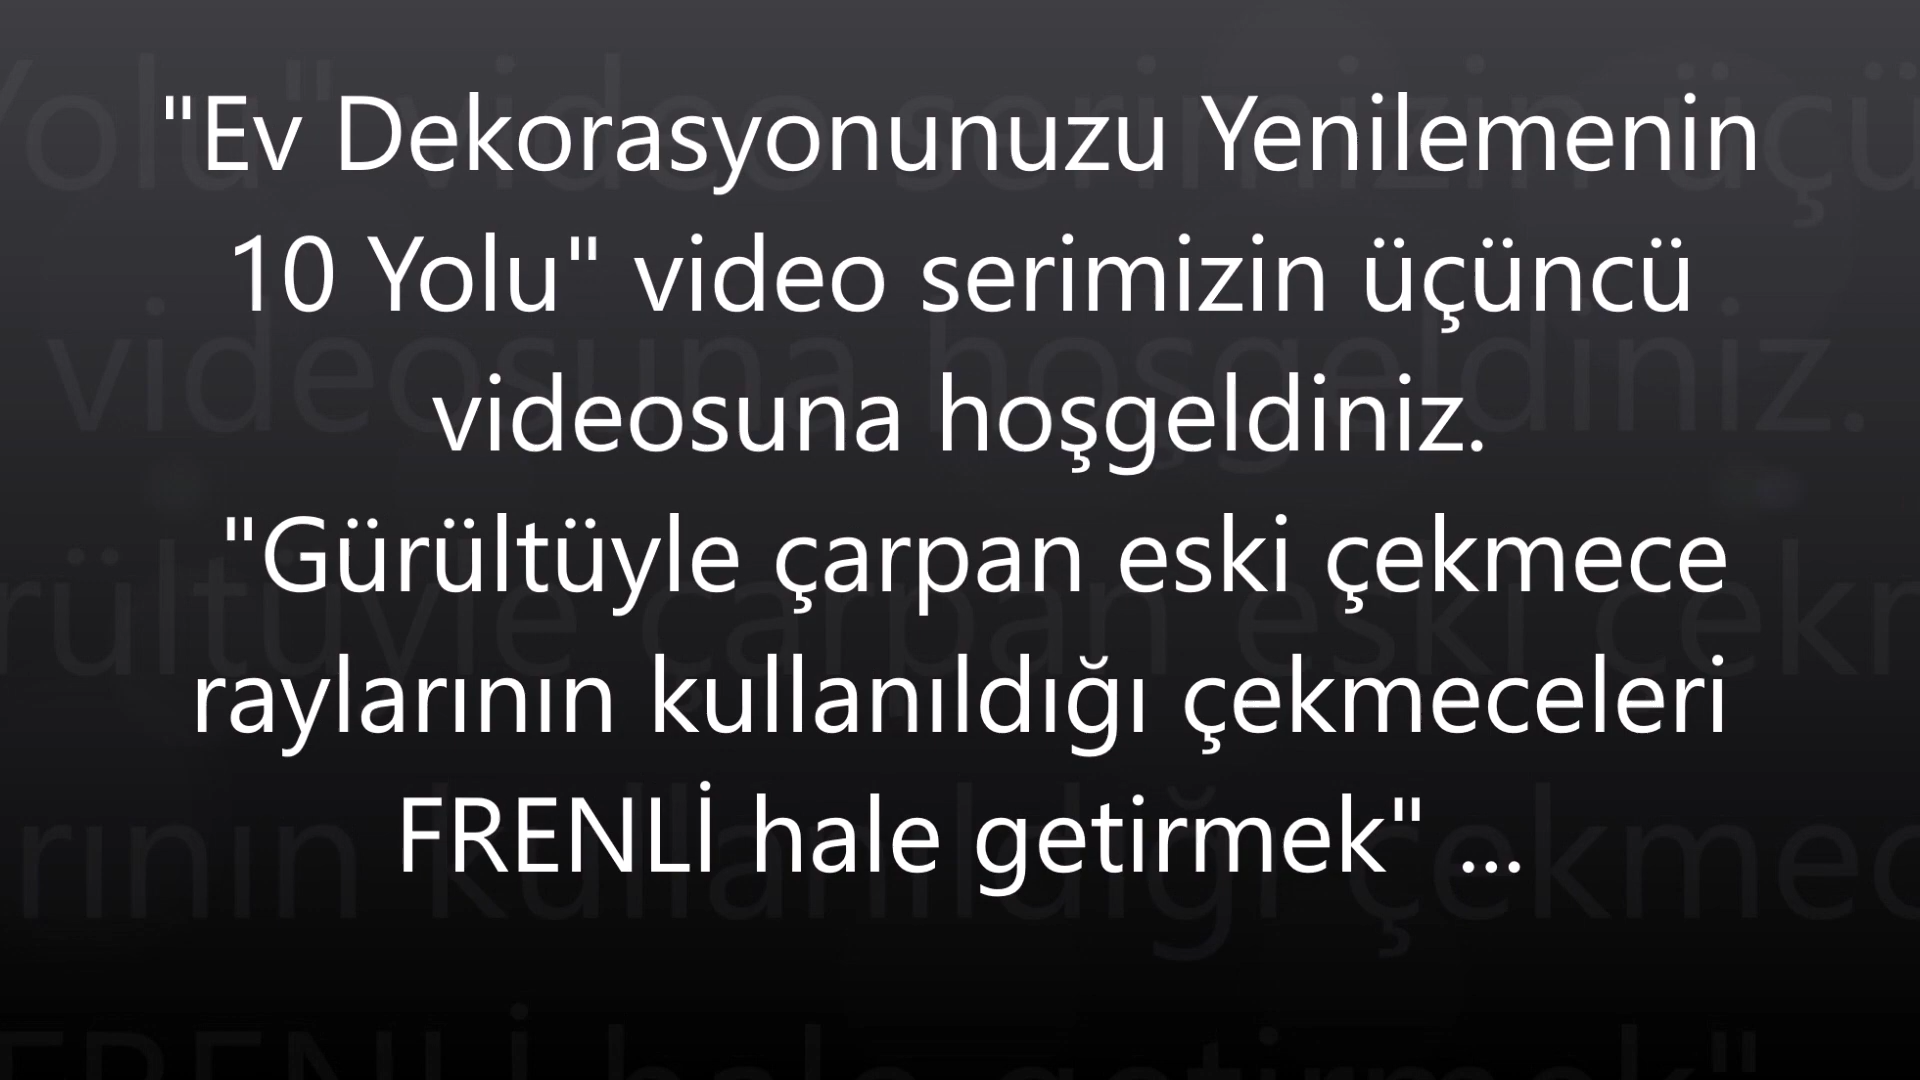 "Ev Dekorasyonunuzu Yenilemenin
10 Yolu" video serimizin üçüncü
videosuna hoşgeldiniz.
"Gürültüyle çarpan eski çekmece
raylarının kullanıldığı çekmeceleri
FRENLİ hale getirmek" ...